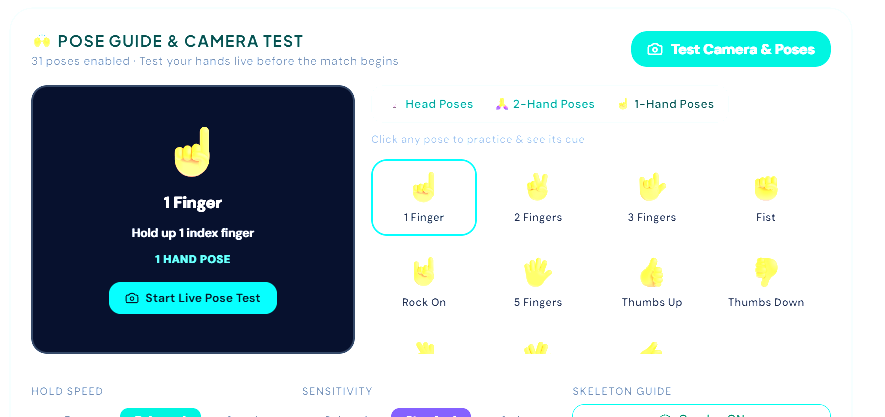 POSE GUIDE & CAMERA TEST
31 poses enabled · Test your hands live before the match begins
Test Camera & Poses
1 Finger
Hold up 1 index finger
1 HAND POSE
Start Live Pose Test
Head Poses
2-Hand Poses
1-Hand Poses
Click any pose to practice & see its cue
1 Finger
2 Fingers
3 Fingers
Fist
Rock On
5 Fingers
Thumbs Up
Thumbs Down
HOLD SPEED
SENSITIVITY
SKELETON GUIDE